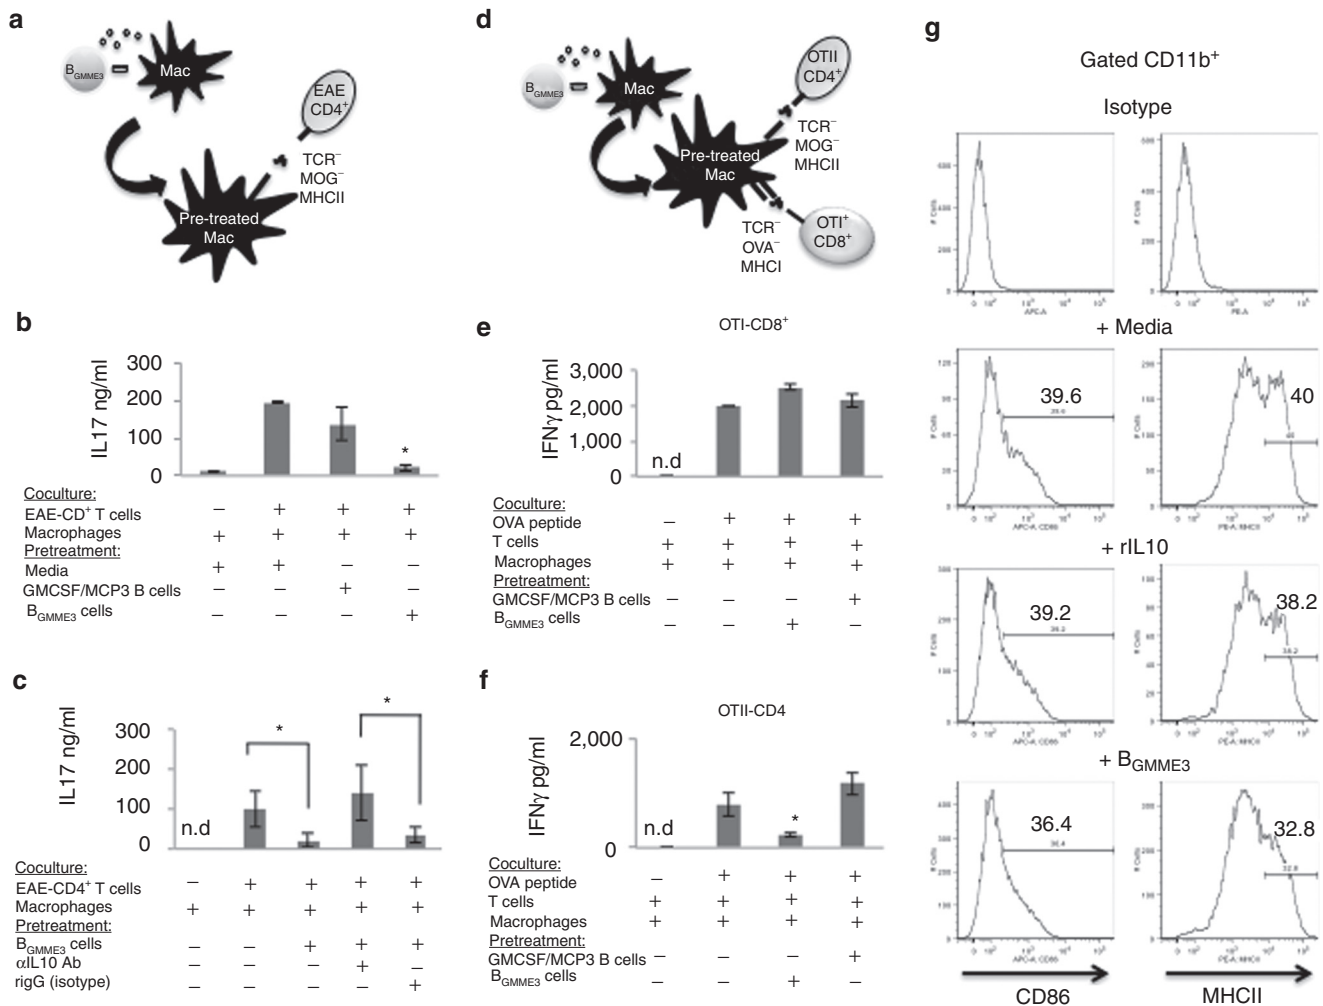 a
B GMME3
Mac
EAE
CD4+
TCR–
MOG–
MHCII
Pre-treated
Mac
b
IL17 ng/ml
300
200
100
0
*
Coculture:
EAE-CD+ T cells – + + +
Macrophages + + + +
Pretreatment:
Media + + – –
GMCSF/MCP3 B cells – – + –
B GMME3 cells – – – +
c
IL17 ng/ml
300
200
100
0
n.d
*
*
Coculture:
EAE-CD4+ T cells – + + + +
Macrophages + + + + +
Pretreatment:
B GMME3 cells – – + + +
αIL10 Ab – – – + –
rigG (isotype) – – – – +
d
B GMME3
Mac
OTII
CD4+
TCR–
MOG–
MHCII
Pre-treated
Mac
TCR–
OVA–
MHCI
OTI+
CD8+
e
OTI-CD8+
IFNγ pg/ml
3,000
2,000
1,000
0
n.d
Coculture:
OVA peptide – + + +
T cells + + + +
Macrophages + + + +
Pretreatment:
GMCSF/MCP3 B cells – – – +
B GMME3 cells – – + –
f
OTII-CD4
IFNγ pg/ml
2,000
0
n.d
*
Coculture:
OVA peptide – + + +
T cells + + + +
Macrophages + + + +
Pretreatment:
GMCSF/MCP3 B cells – – – +
B GMME3 cells – – + –
g
Gated CD11b+
Isotype
+ Media
39.6
40
+ rIL10
39.2
38.2
+ B GMME3
36.4
32.8
CD86
MHCII